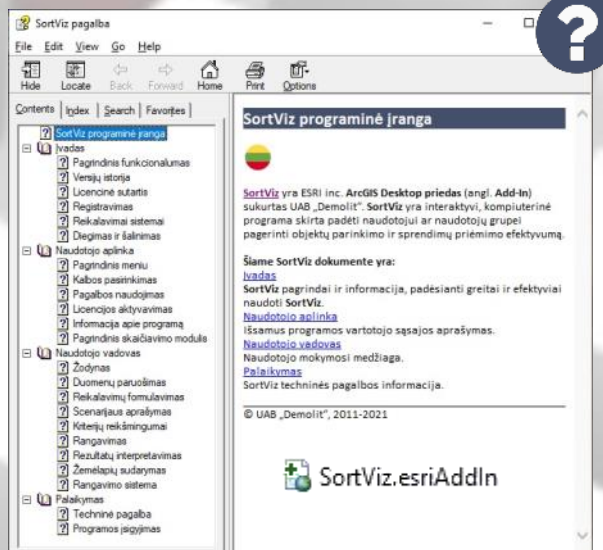 SortViz pagalba
File Edit View Go Help
Hide Locate Back Forward Home Print Options
Contents Index Search Favorites
SortViz programinė įranga
Įvadas
Pagrindinis funkcionalumas
Versijų istorija
Licencinė sutartis
Registravimas
Reikalavimai sistemai
Diegimas ir šalinimas
Naudotojo aplinka
Pagrindinis meniu
Kalbos pasirinkimas
Pagalbos naudojimas
Licencijos aktyvavimas
Informacija apie programą
Pagrindinis skaičiavimo modulis
Naudotojo vadovas
Žodynas
Duomenų paruošimas
Reikalavimų formulavimas
Scenarijaus aprašymas
Kriterijų reikšmingumai
Rangavimas
Rezultatų interpretavimas
Žemėlapių sudarymas
Rangavimo sistema
Palaikymas
Techninė pagalba
Programos įsigyjimas
SortViz programinė įranga
SortViz yra ESRI inc. ArcGIS Desktop priedas (angl. Add-In)
sukurtas UAB „Demolit“. SortViz yra interaktyvi, kompiuterinė
programa skirta padėti naudotojui ar naudotojų grupei
pagerinti objektų parinkimo ir sprendimų priėmimo efektyvumą.
Šiame SortViz dokumente yra:
Įvadas
SortViz pagrindai ir informacija, padėsianti greitai ir efektyviai
naudoti SortViz.
Naudotojo aplinka
Išsamus programos vartotojo sąsajos aprašymas.
Naudotojo vadovas
Naudotojo mokymosi medžiaga.
Palaikymas
SortViz techninės pagalbos informacija.
© UAB „Demolit“, 2011-2021
SortViz.esriAddIn